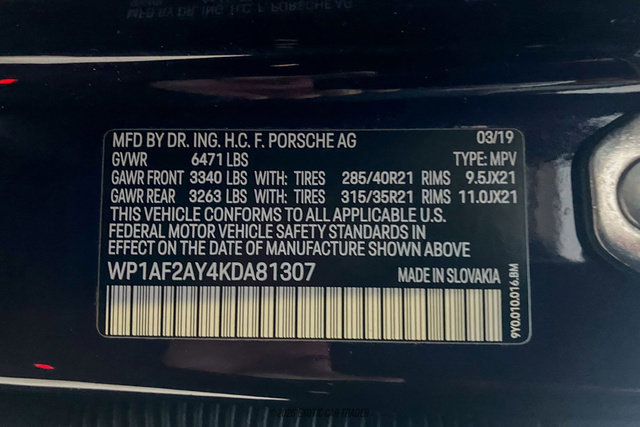 MFD BY DR. ING. H.C. F. PORSCHE AG 03/19
GVWR 6471 LBS TYPE: MPV
GAWR FRONT 3340 LBS WITH: TIRES 285/40R21 RIMS 9.5JX21
GAWR REAR 3263 LBS WITH: TIRES 315/35R21 RIMS 11.0JX21
THIS VEHICLE CONFORMS TO ALL APPLICABLE U.S.
FEDERAL MOTOR VEHICLE SAFETY STANDARDS IN
EFFECT ON THE DATE OF MANUFACTURE SHOWN ABOVE
WP1AF2AY4KDA81307 MADE IN SLOVAKIA
9Y0.010.016.BM
EXOTIC CAR TRADER